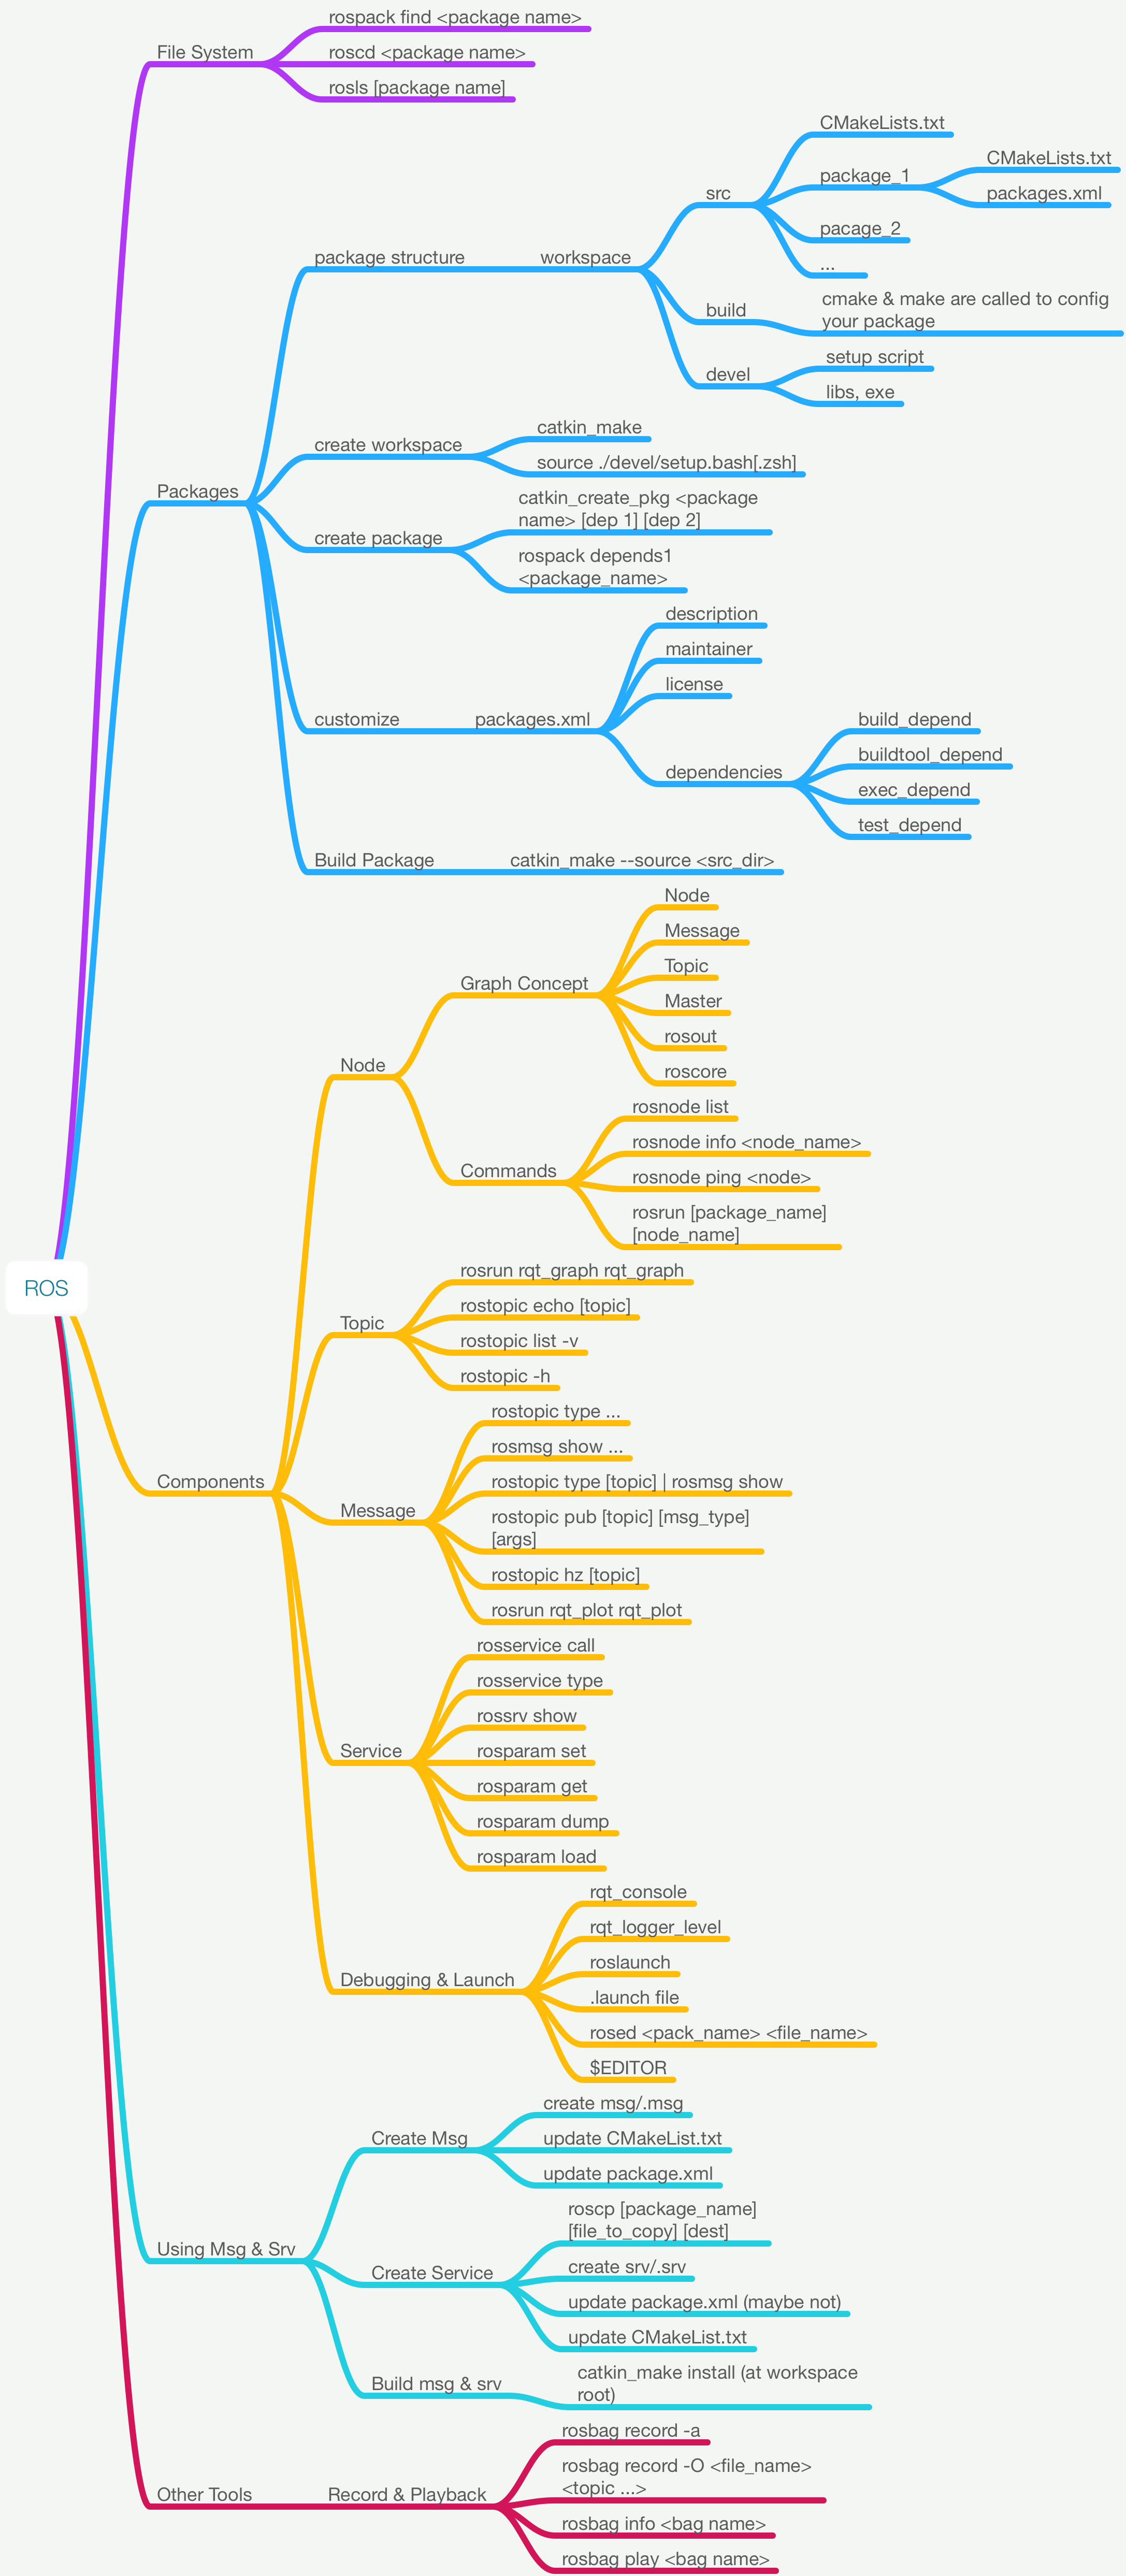 rospack find <package name>
File System
roscd <package name>
rosls [package name]
CMakeLists.txt
CMakeLists.txt
package_1
packages.xml
src
pacage_2
...
package structure
workspace
cmake & make are called to config
your package
build
setup script
devel
libs, exe
catkin_make
create workspace
source ./devel/setup.bash[.zsh]
Packages
catkin_create_pkg <package
name> [dep 1] [dep 2]
create package
rospack depends1
<package_name>
description
maintainer
license
customize
packages.xml
build_depend
buildtool_depend
dependencies
exec_depend
test_depend
Build Package
catkin_make --source <src_dir>
Node
Message
Topic
Graph Concept
Master
rosout
roscore
Node
rosnode list
rosnode info <node_name>
Commands
rosnode ping <node>
rosrun [package_name]
[node_name]
ROS
rosrun rqt_graph rqt_graph
rostopic echo [topic]
Topic
rostopic list -v
rostopic -h
rostopic type ...
rosmsg show ...
Components
rostopic type [topic] | rosmsg show
Message
rostopic pub [topic] [msg_type]
[args]
rostopic hz [topic]
rosrun rqt_plot rqt_plot
rosservice call
rosservice type
rossrv show
Service
rosparam set
rosparam get
rosparam dump
rosparam load
rqt_console
rqt_logger_level
roslaunch
Debugging & Launch
.launch file
rosed <pack_name> <file_name>
$EDITOR
create msg/.msg
Create Msg
update CMakeList.txt
update package.xml
roscp [package_name]
[file_to_copy] [dest]
Using Msg & Srv
create srv/.srv
Create Service
update package.xml (maybe not)
update CMakeList.txt
catkin_make install (at workspace
root)
Build msg & srv
rosbag record -a
rosbag record -O <file_name>
<topic ...>
Other Tools
Record & Playback
rosbag info <bag name>
rosbag play <bag name>